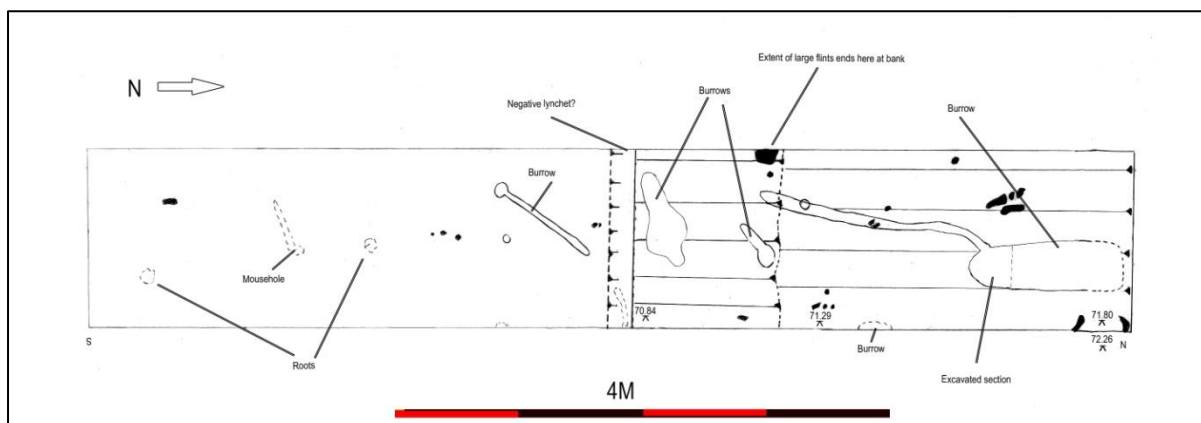 Extent of large flints ends here at bank
N
Burrows
Negative lynchet?
Burrow
Burrow
Mousehole
70.84
71.29
71.80
72.26
S
N
Burrow
Roots
Excavated section
4M